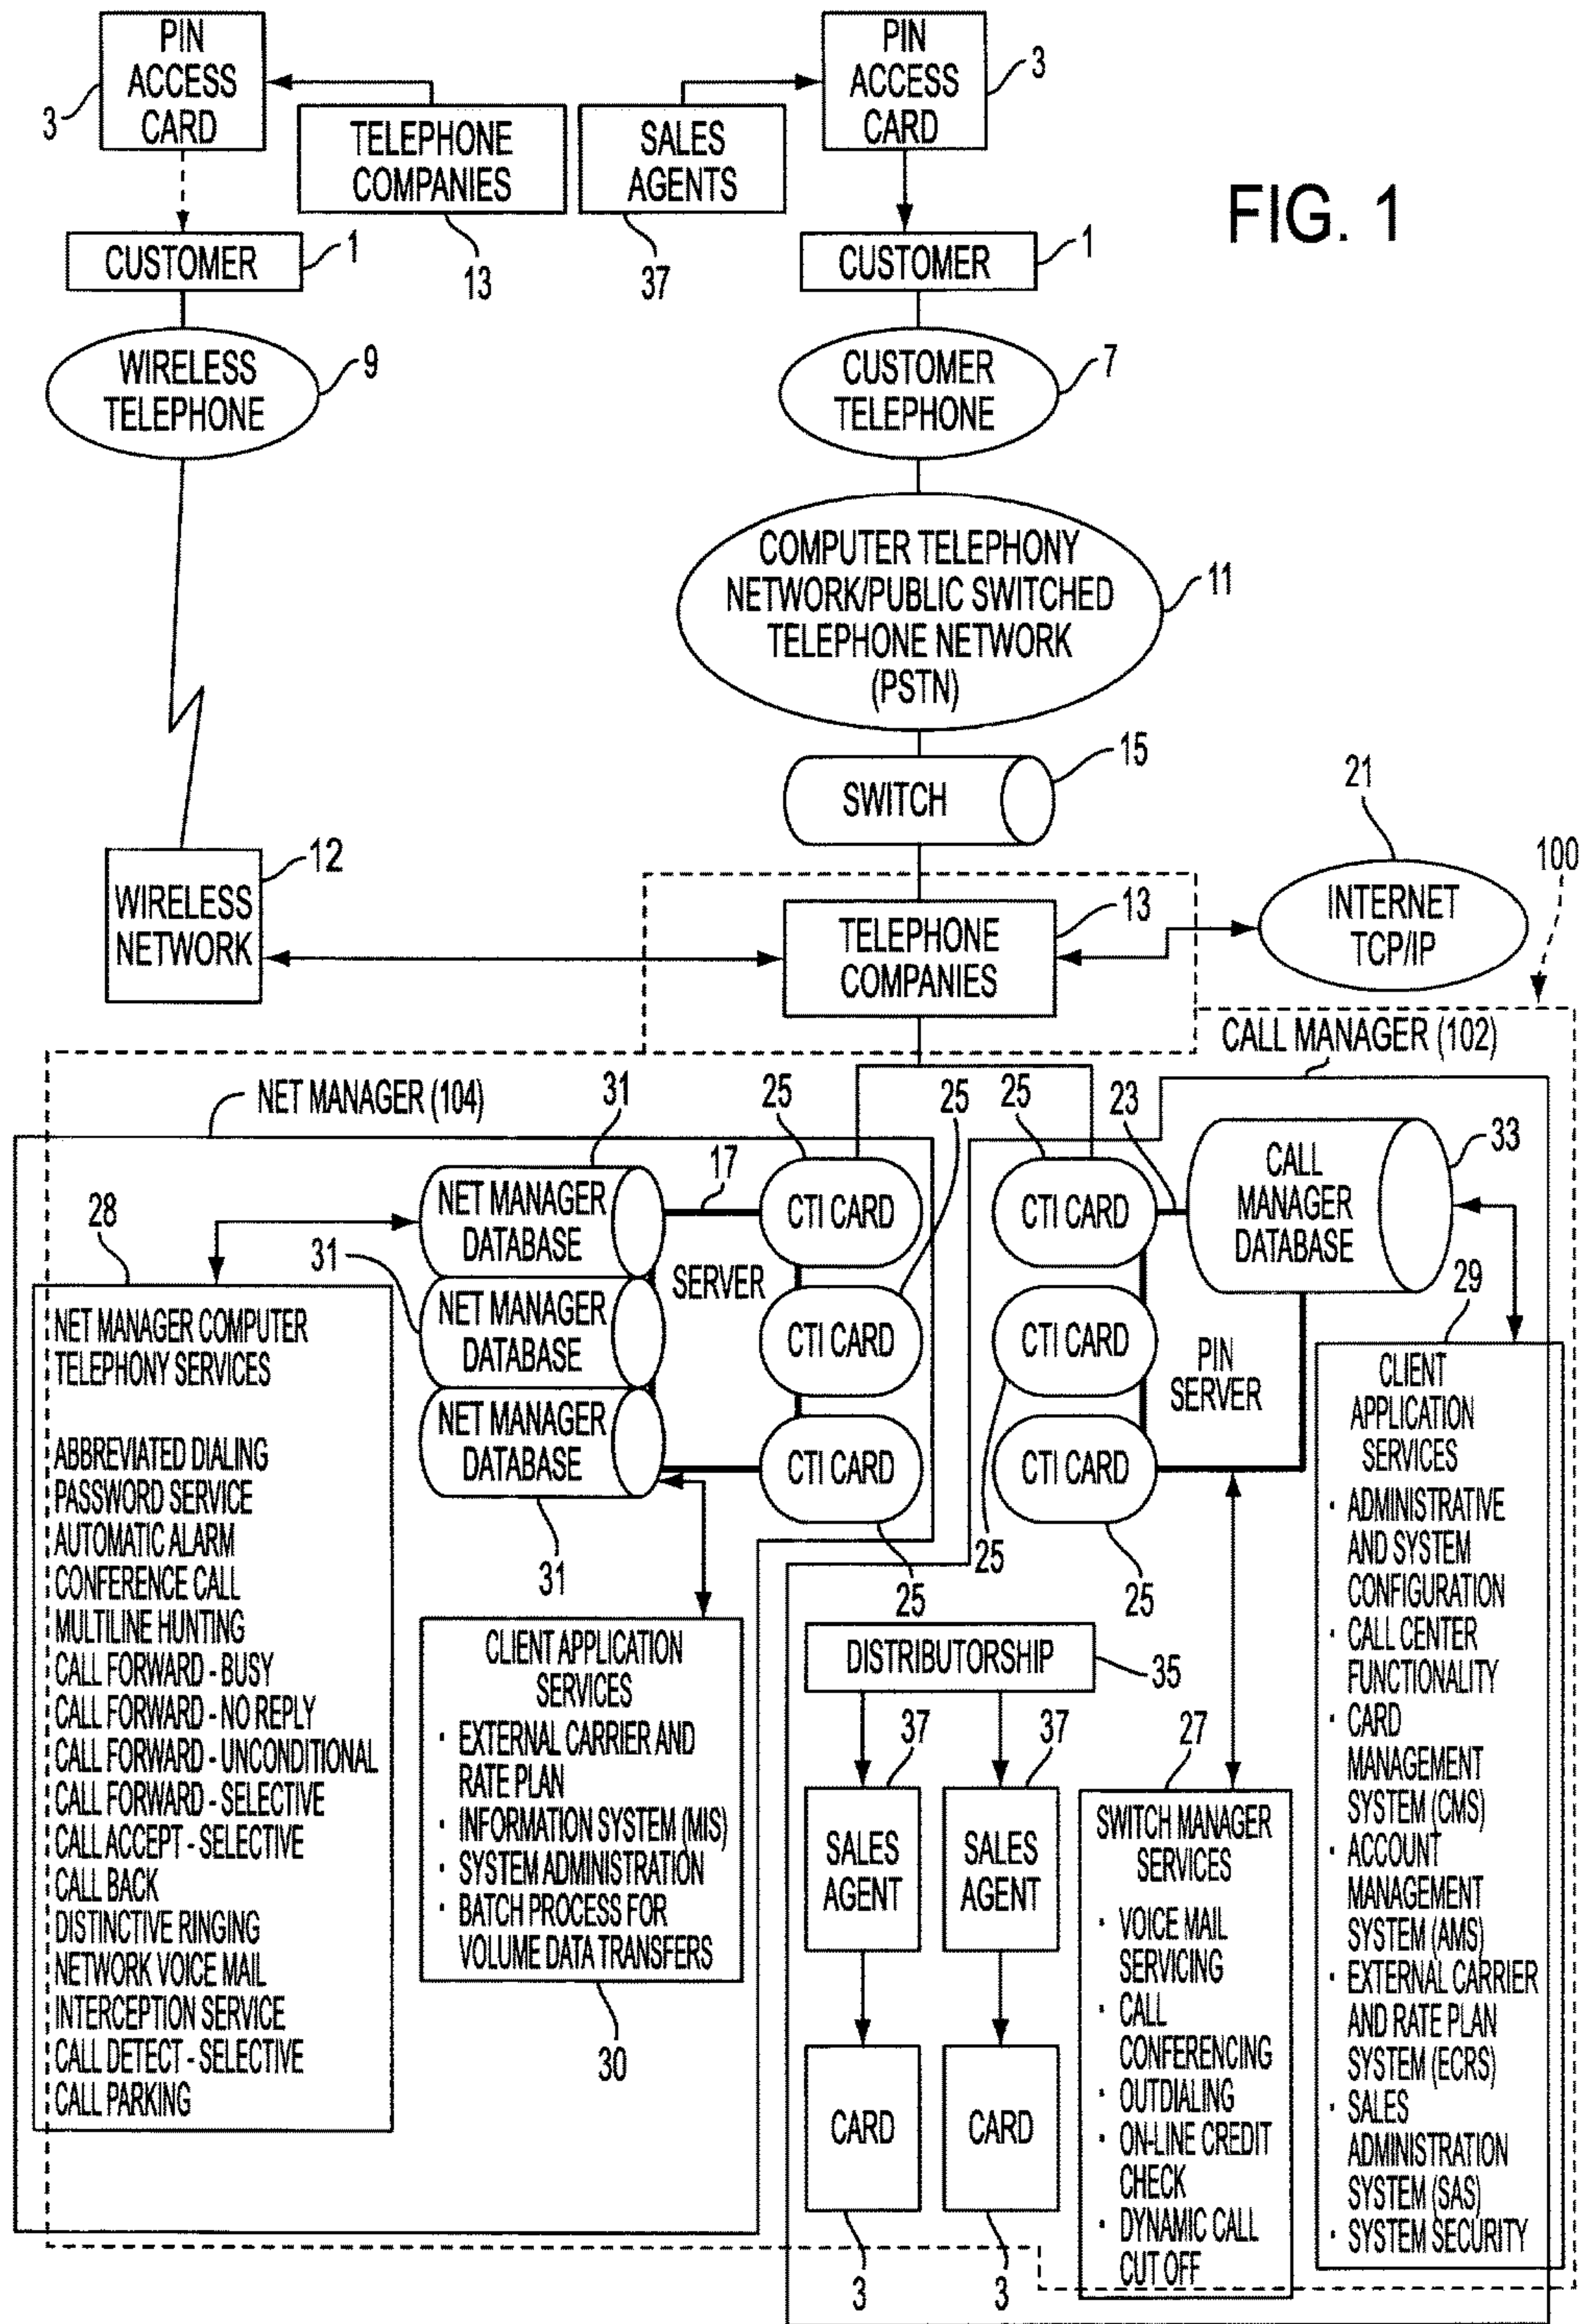 PIN
ACCESS
CARD
3
TELEPHONE
COMPANIES
13
SALES
AGENTS
37
PIN
ACCESS
CARD
3
FIG. 1
CUSTOMER
1
CUSTOMER
1
WIRELESS
TELEPHONE
9
CUSTOMER
TELEPHONE
7
COMPUTER TELEPHONY
NETWORK/PUBLIC SWITCHED
TELEPHONE NETWORK
(PSTN)
11
SWITCH
15
WIRELESS
NETWORK
12
TELEPHONE
COMPANIES
13
21
INTERNET
TCP/IP
100
CALL MANAGER (102)
NET MANAGER (104)
31
25
25
25
23
33
17
NET MANAGER
DATABASE
NET MANAGER
DATABASE
NET MANAGER
DATABASE
31
31
SERVER
CTI CARD
CTI CARD
CTI CARD
25
CTI CARD
CTI CARD
CTI CARD
25
25
CALL
MANAGER
DATABASE
PIN
SERVER
28
NET MANAGER COMPUTER
TELEPHONY SERVICES
ABBREVIATED DIALING
PASSWORD SERVICE
AUTOMATIC ALARM
CONFERENCE CALL
MULTILINE HUNTING
CALL FORWARD - BUSY
CALL FORWARD - NO REPLY
CALL FORWARD - UNCONDITIONAL
CALL FORWARD - SELECTIVE
CALL ACCEPT - SELECTIVE
CALL BACK
DISTINCTIVE RINGING
NETWORK VOICE MAIL
INTERCEPTION SERVICE
CALL DETECT - SELECTIVE
CALL PARKING
CLIENT APPLICATION
SERVICES
· EXTERNAL CARRIER AND
RATE PLAN
· INFORMATION SYSTEM (MIS)
· SYSTEM ADMINISTRATION
· BATCH PROCESS FOR
VOLUME DATA TRANSFERS
30
DISTRIBUTORSHIP
35
37
37
SALES
AGENT
SALES
AGENT
CARD
CARD
3
3
27
SWITCH MANAGER
SERVICES
· VOICE MAIL
SERVICING
· CALL
CONFERENCING
· OUTDIALING
· ON-LINE CREDIT
CHECK
· DYNAMIC CALL
CUT OFF
29
CLIENT
APPLICATION
SERVICES
· ADMINISTRATIVE
AND SYSTEM
CONFIGURATION
· CALL CENTER
FUNCTIONALITY
· CARD
MANAGEMENT
SYSTEM (CMS)
· ACCOUNT
MANAGEMENT
SYSTEM (AMS)
· EXTERNAL CARRIER
AND RATE PLAN
SYSTEM (ECRS)
· SALES
ADMINISTRATION
SYSTEM (SAS)
· SYSTEM SECURITY